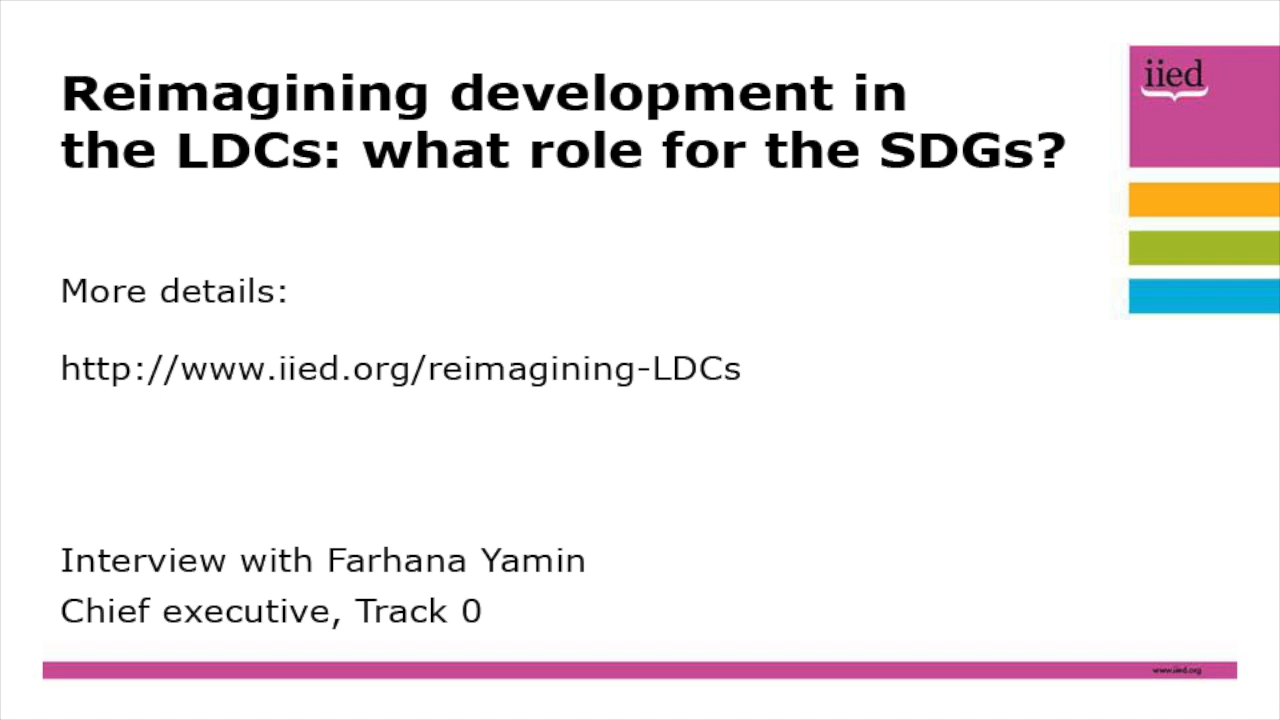 Reimagining development in
the LDCs: what role for the SDGs?
iied
More details:
http://www.iied.org/reimagining-LDCs
Interview with Farhana Yamin
Chief executive, Track 0
www.iied.org